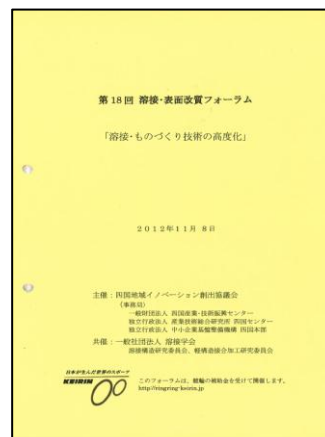 第18回 溶接・表面改質フォーラム
「溶接・ものづくり技術の高度化」
2012年11月 8日
主催：四国地域イノベーション創出協議会
(事務局)
一般財団法人 四国産業・技術振興センター
独立行政法人 産業技術総合研究所 四国センター
独立行政法人 中小企業基盤整備機構 四国本部
共催：一般社団法人 溶接学会
溶接構造研究委員会、軽構造接合加工研究委員会
日本が生んだ世界のスポーツ
KEIRIN
このフォーラムは、競輪の補助金を受けて開催します。
http://ringring-keirin.jp